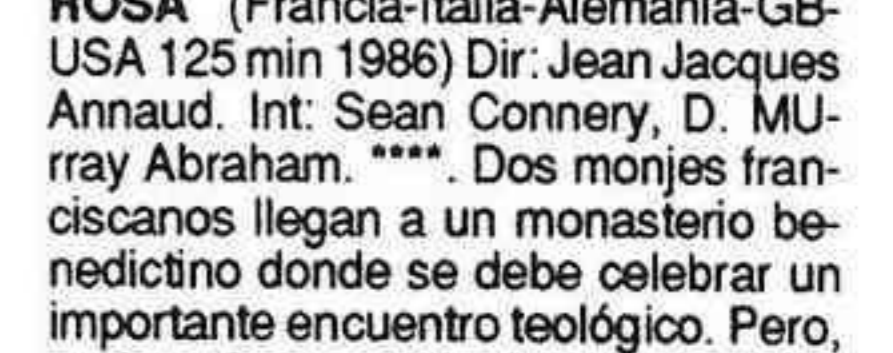 ROSA" (Francia-Italia-Alemania-GB-
USA 125 min 1986) Dir: Jean Jacques
Annaud. Int: Sean Connery, D. MU-
rray Abraham. ****. Dos monjes fran-
ciscanos llegan a un monasterio be-
nedictino donde se debe celebrar un
importante encuentro teológico. Pero,